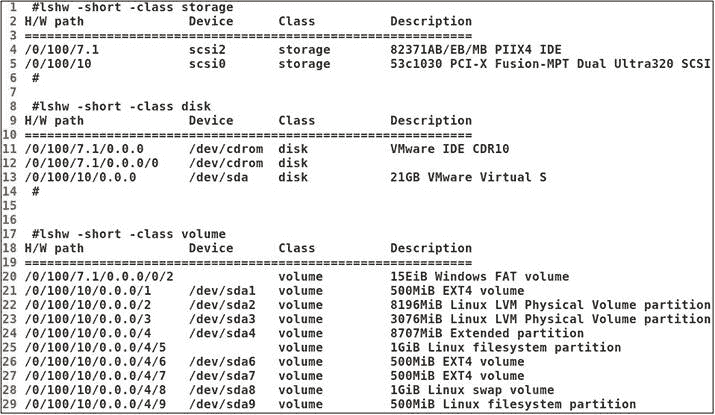 1 #lshw -short -class storage
2 H/W path Device Class Description
3 ============================================================
4 /0/100/7.1 scsi2 storage 82371AB/EB/MB PIIX4 IDE
5 /0/100/10 scsi0 storage 53c1030 PCI-X Fusion-MPT Dual Ultra320 SCSI
6 #
7
8 #lshw -short -class disk
9 H/W path Device Class Description
10 ============================================================
11 /0/100/7.1/0.0.0 /dev/cdrom disk VMware IDE CDR10
12 /0/100/7.1/0.0.0/0 /dev/cdrom disk
13 /0/100/10/0.0.0 /dev/sda disk 21GB VMware Virtual S
14 #
15
16
17 #lshw -short -class volume
18 H/W path Device Class Description
19 ============================================================
20 /0/100/7.1/0.0.0/0/2 volume 15EiB Windows FAT volume
21 /0/100/10/0.0.0/1 /dev/sda1 volume 500MiB EXT4 volume
22 /0/100/10/0.0.0/2 /dev/sda2 volume 8196MiB Linux LVM Physical Volume partition
23 /0/100/10/0.0.0/3 /dev/sda3 volume 3076MiB Linux LVM Physical Volume partition
24 /0/100/10/0.0.0/4 /dev/sda4 volume 8707MiB Extended partition
25 /0/100/10/0.0.0/4/5 volume 1GiB Linux filesystem partition
26 /0/100/10/0.0.0/4/6 /dev/sda6 volume 500MiB EXT4 volume
27 /0/100/10/0.0.0/4/7 /dev/sda7 volume 500MiB EXT4 volume
28 /0/100/10/0.0.0/4/8 /dev/sda8 volume 1GiB Linux swap volume
29 /0/100/10/0.0.0/4/9 /dev/sda9 volume 500MiB Linux filesystem partition